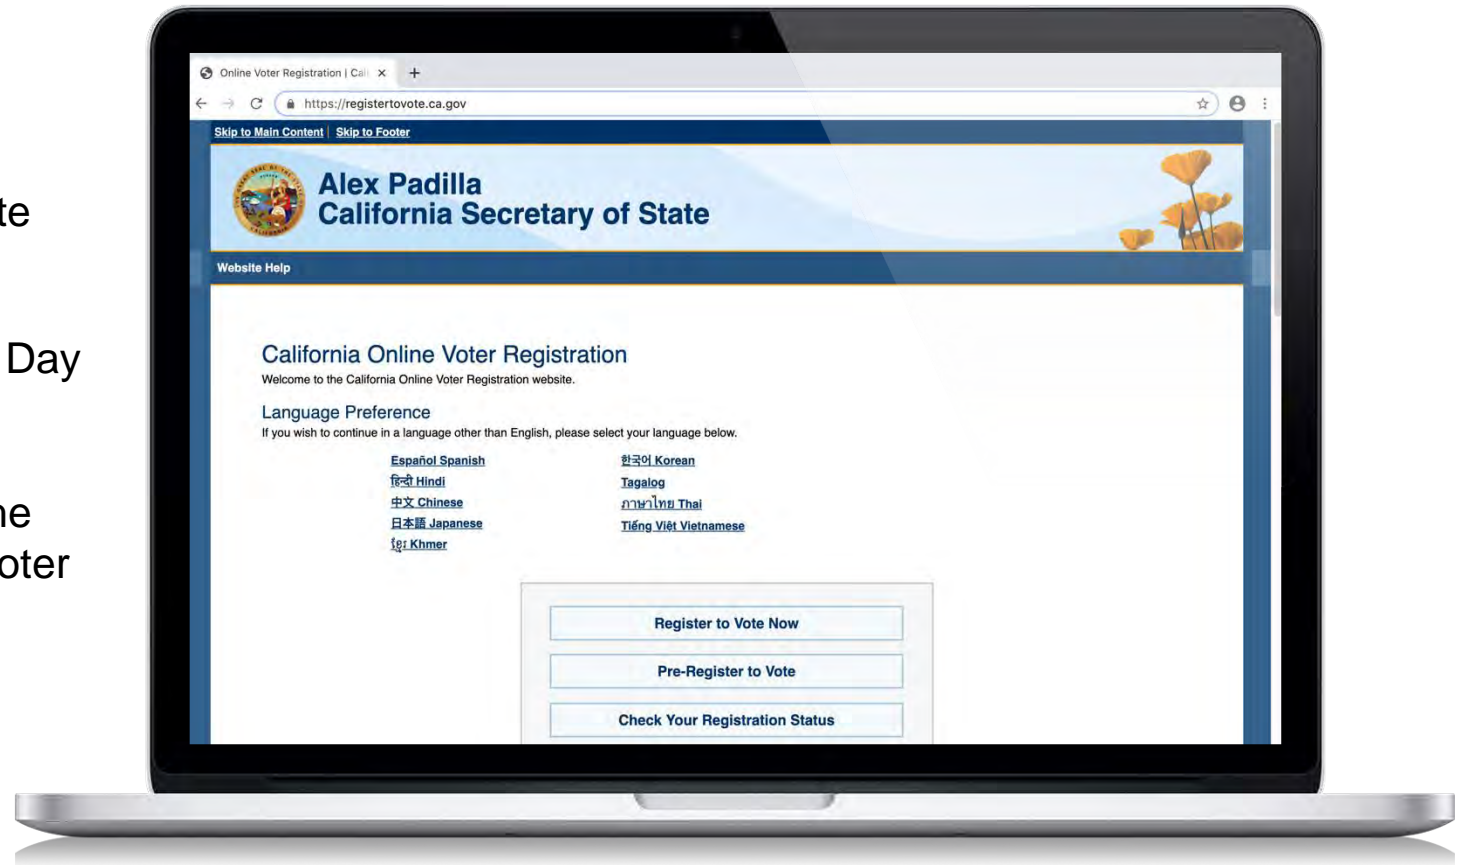 Online Voter Registration | Cal
https://registertovote.ca.gov
Skip to Main Content | Skip to Footer
Alex Padilla
California Secretary of State
Website Help
te
Day
ne
oter
California Online Voter Registration
Welcome to the California Online Voter Registration website.
Language Preference
If you wish to continue in a language other than English, please select your language below.
Español Spanish
हिन्दी Hindi
中文 Chinese
日本語 Japanese
ខ្មែរ Khmer
한국어 Korean
Tagalog
ภาษาไทย Thai
Tiếng Việt Vietnamese
Register to Vote Now
Pre-Register to Vote
Check Your Registration Status